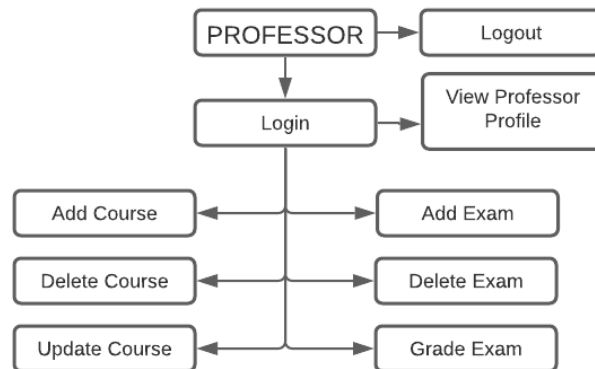 PROFESSOR
Logout
Login
View Professor
Profile
Add Course
Add Exam
Delete Course
Delete Exam
Update Course
Grade Exam